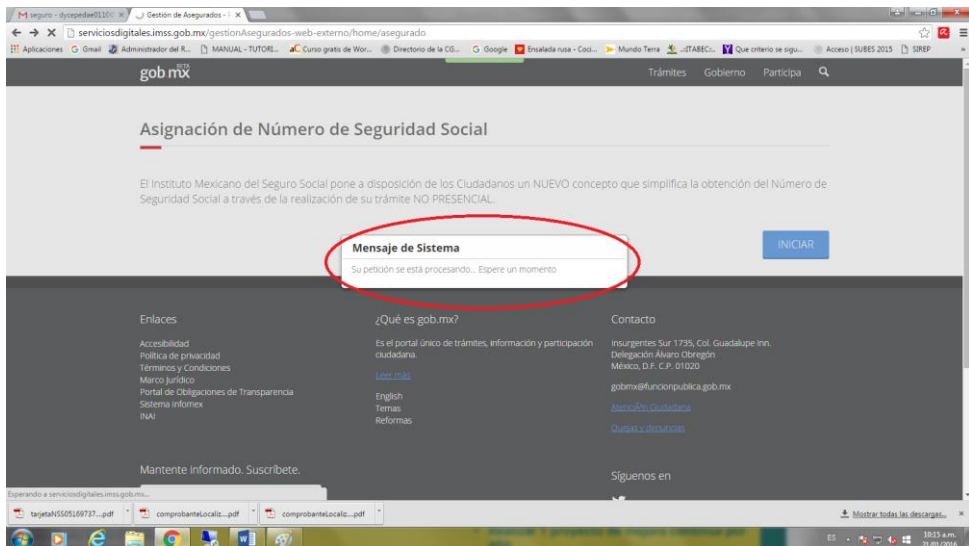 seguro - dycepedae0110(
Gestión de Asegurados - I
serviciosdigitales.imss.gob.mx/gestionAsegurados-web-externo/home/asegurado
Aplicaciones
Gmail
Administrador del R...
MANUAL - TUTORI...
Curso gratis de Wor...
Directorio de la CG...
Google
Ensalada rusa - Coci...
Mundo Terra
Que criterio se sigu...
Acceso | SUBES 2015
SIREP
gob mx
BETA
Trámites
Gobierno
Participa
Asignación de Número de Seguridad Social
El Instituto Mexicano del Seguro Social pone a disposición de los Ciudadanos un NUEVO concepto que simplifica la obtención del Número de
Seguridad Social a través de la realización de su trámite NO PRESENCIAL.
INICIAR
Mensaje de Sistema
Su petición se está procesando... Espere un momento
Enlaces
Accesibilidad
Política de privacidad
Términos y Condiciones
Marco Jurídico
Portal de Obligaciones de Transparencia
Sistema Infomex
INAI
¿Qué es gob.mx?
Es el portal único de trámites, información y participación
ciudadana.
Leer más
English
Temas
Reformas
Contacto
Insurgentes Sur 1735, Col. Guadalupe Inn.
Delegación Álvaro Obregón
México, D.F. C.P. 01020
gobmx@funcionpublica.gob.mx
AtenciÃ³n Ciudadana
Quejas y denuncias
Mantente informado. Suscríbete.
Síguenos en
Esperando a serviciosdigitales.imss.gob.mx...
tarjetaNSS05169737....pdf
comprobanteLocaliz....pdf
comprobanteLocaliz....pdf
Mostrar todas las descargas...
ES
10:15 a.m.
21/01/2016